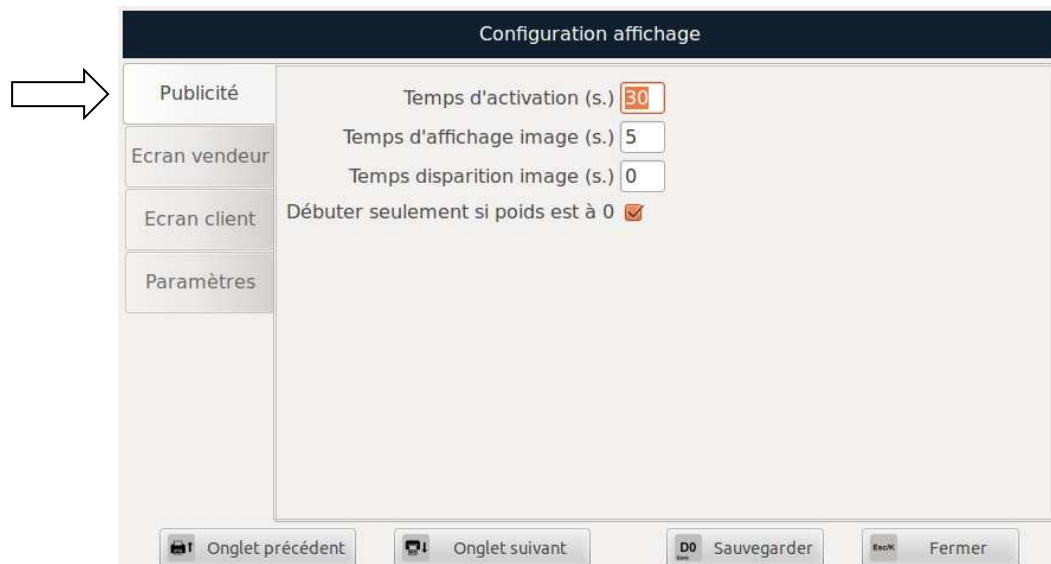 Configuration affichage
Publicité
Ecran vendeur
Ecran client
Paramètres
Temps d'activation (s.) 30
Temps d'affichage image (s.) 5
Temps disparition image (s.) 0
Débuter seulement si poids est à 0
Onglet précédent
Onglet suivant
D0 Sauvegarder
Esc/K Fermer